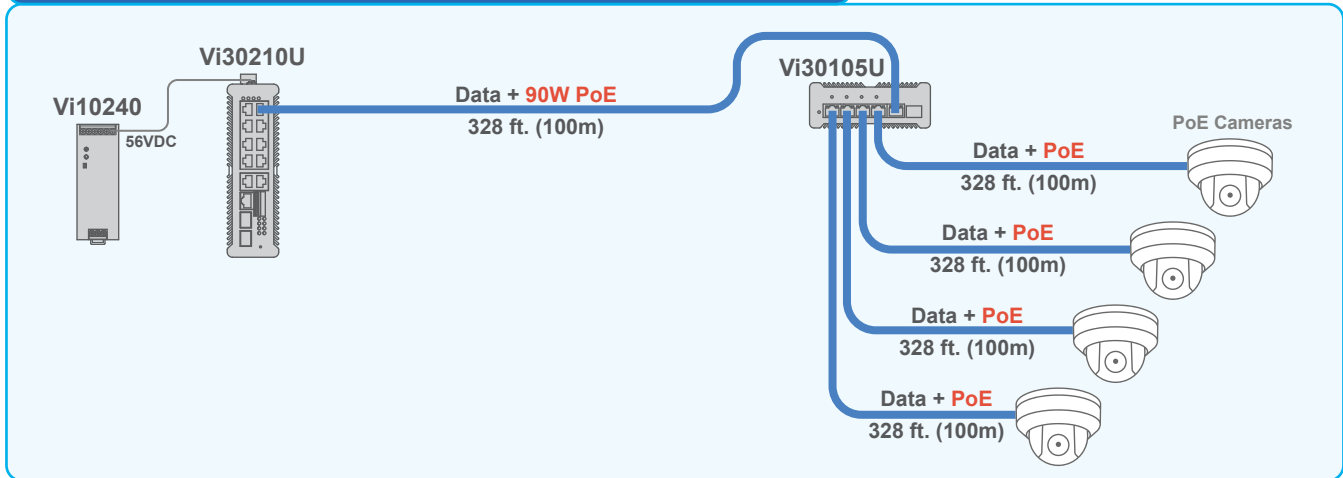 Vi30210U
Vi10240
56VDC
Data + 90W PoE
328 ft. (100m)
Vi30105U
PoE Cameras
Data + PoE
328 ft. (100m)
Data + PoE
328 ft. (100m)
Data + PoE
328 ft. (100m)
Data + PoE
328 ft. (100m)